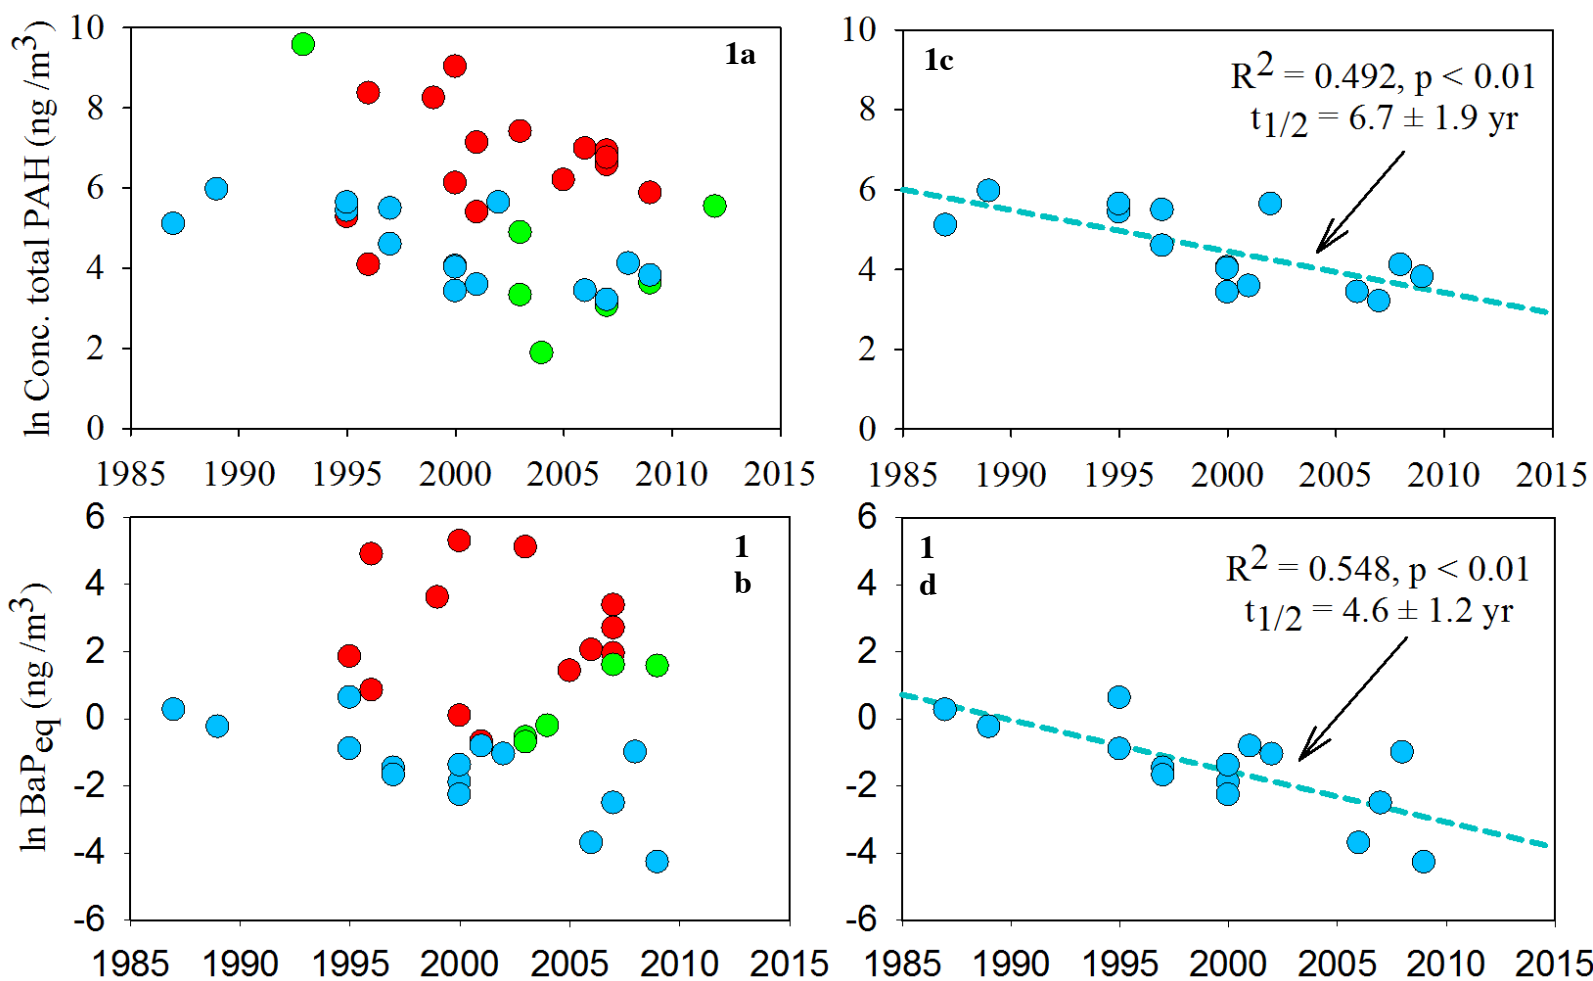 ln Conc. total PAH (ng /m3)
10
8
6
4
2
0
1a
1985 1990 1995 2000 2005 2010 2015
10
8
6
4
2
0
1c
R2 = 0.492, p < 0.01
t1/2 = 6.7 ± 1.9 yr
1985 1990 1995 2000 2005 2010 2015
ln BaPeq (ng /m3)
6
4
2
0
-2
-4
-6
1
b
1985 1990 1995 2000 2005 2010 2015
6
4
2
0
-2
-4
-6
1
d
R2 = 0.548, p < 0.01
t1/2 = 4.6 ± 1.2 yr
1985 1990 1995 2000 2005 2010 2015